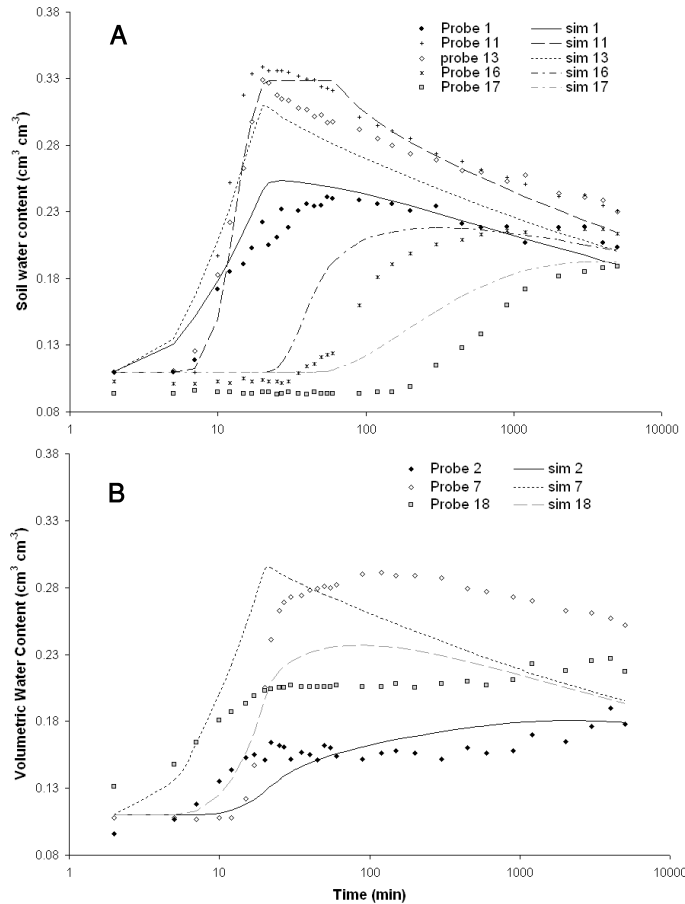 0.38
A
Probe 1 sim 1
Probe 11 sim 11
probe 13 sim 13
Probe 16 sim 16
Probe 17 sim 17
0.33
0.28
0.23
0.18
0.13
0.08
Soil water content (cm³ cm⁻³)
1 10 100 1000 10000
0.38
B
Probe 2 sim 2
Probe 7 sim 7
Probe 18 sim 18
0.33
0.28
0.23
0.18
0.13
0.08
Volumetric Water Content (cm³ cm⁻³)
1 10 100 1000 10000
Time (min)